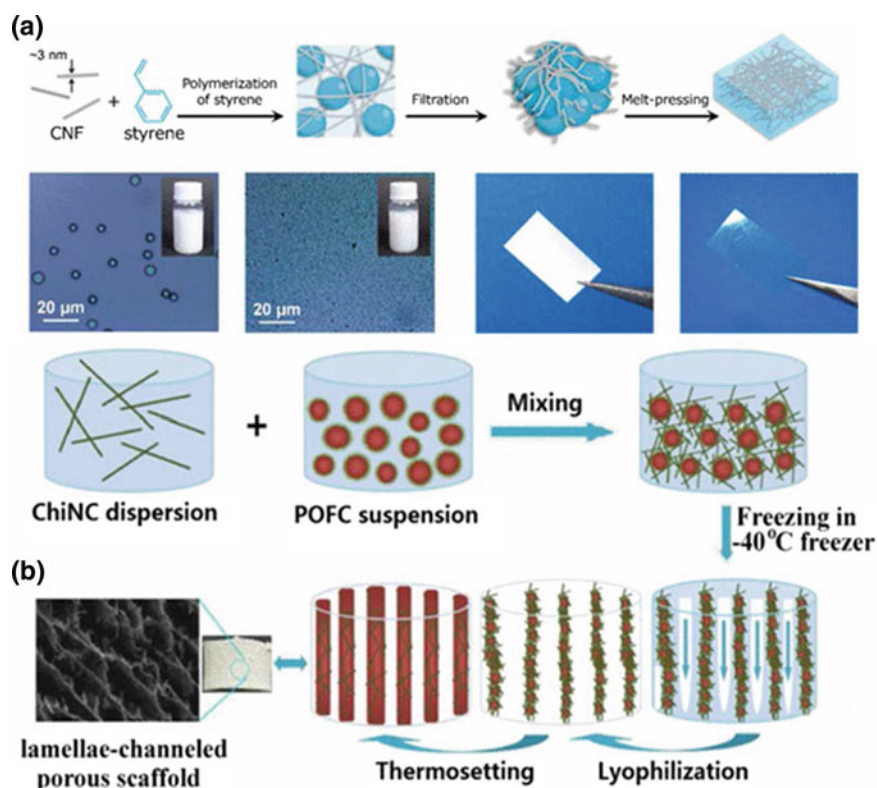 (a)
~3 nm
CNF
+
styrene
Polymerization
of styrene
Filtration
Melt-pressing
20 μm
20 μm
ChiNC dispersion
+
POFC suspension
Mixing
Freezing in
-40°C freezer
(b)
lamellae-channeled
porous scaffold
Thermosetting
Lyophilization